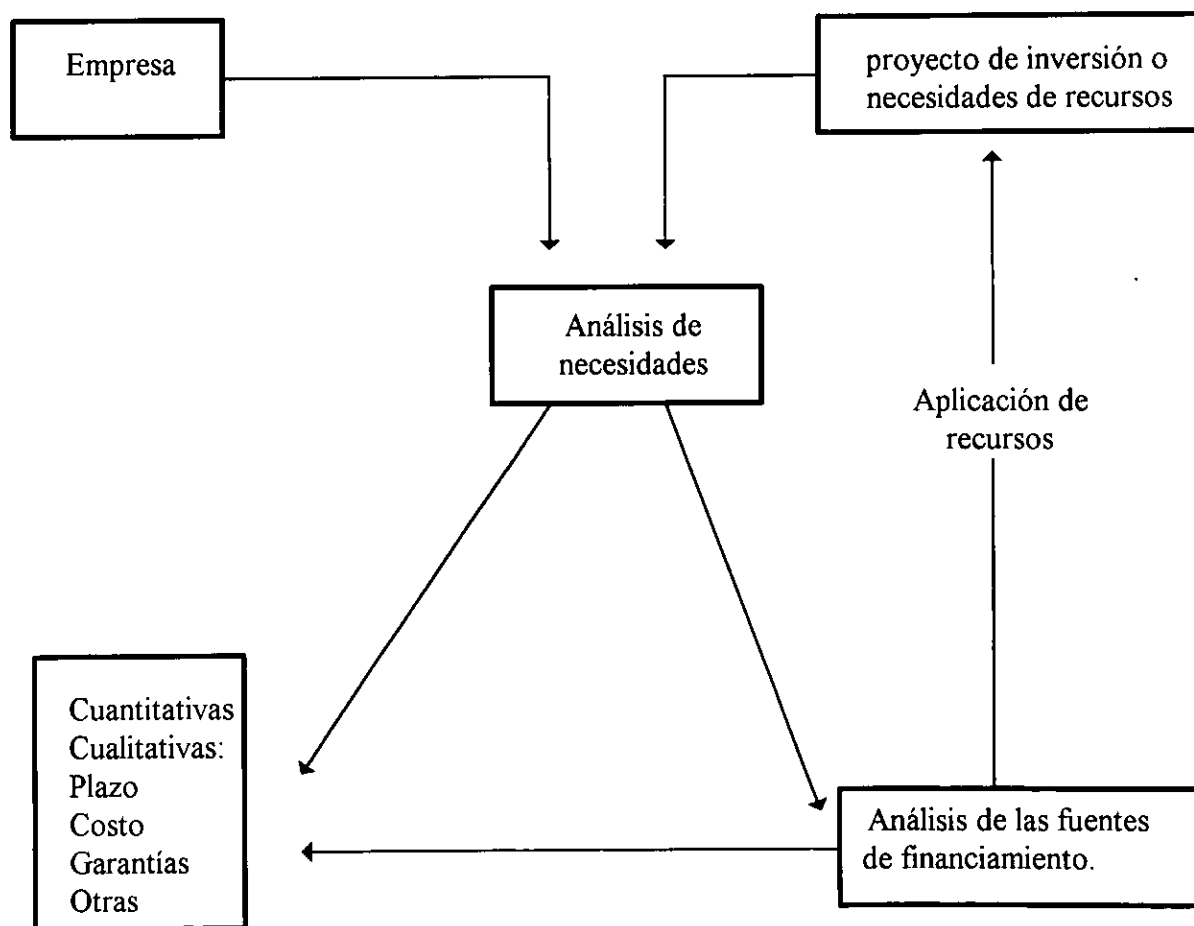 Empresa
proyecto de inversión o
necesidades de recursos
Análisis de
necesidades
Aplicación de
recursos
Cuantitativas
Cualitativas:
Plazo
Costo
Garantías
Otras
Análisis de las fuentes
de financiamiento.